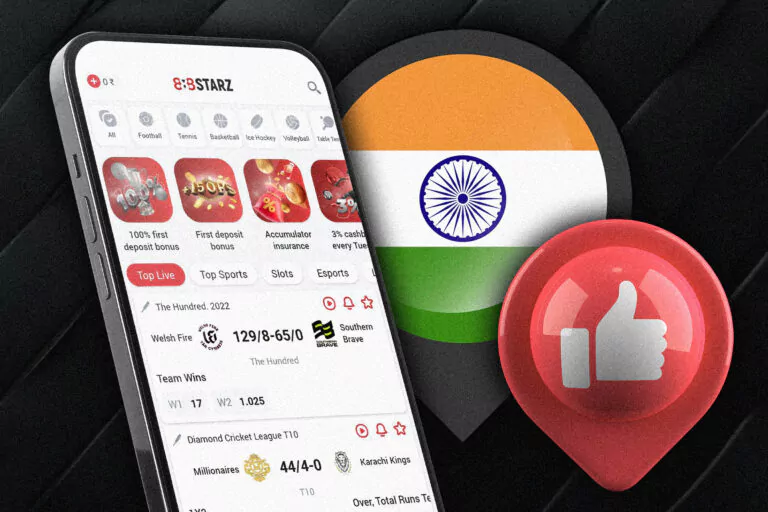 0 ₹
888STARZ
All
Football
Tennis
Basketball
Ice Hockey
Volleyball
Table Ten
100%
+150FS
%
3%
100% first
deposit bonus
First deposit
bonus
Accumulator
insurance
3% cashb
every Tues
Top Live
Top Sports
Slots
Esports
L
The Hundred. 2022
Welsh Fire
129/8-65/0
Southern
Brave
The Hundred
Team Wins
W1 17
W2 1.025
Diamond Cricket League T10
Millionaires
44/4-0
Karachi Kings
T10
1X2
Over, Total Runs Te